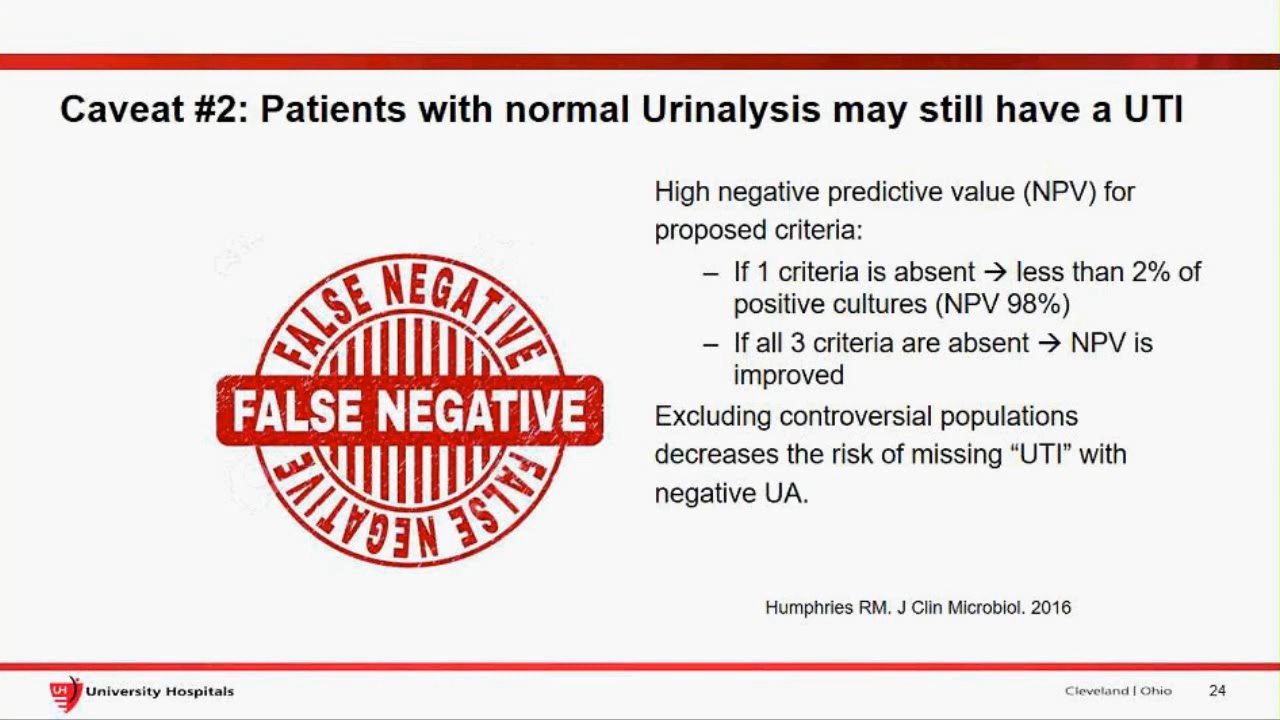 Caveat #2: Patients with normal Urinalysis may still have a UTI
High negative predictive value (NPV) for
proposed criteria:
– If 1 criteria is absent → less than 2% of
positive cultures (NPV 98%)
– If all 3 criteria are absent → NPV is
improved
Excluding controversial populations
decreases the risk of missing “UTI” with
negative UA.
FALSE NEGATIVE
FALSE NEGATIVE
FALSE NEGATIVE
Humphries RM. J Clin Microbiol. 2016
UH University Hospitals
Cleveland | Ohio 24